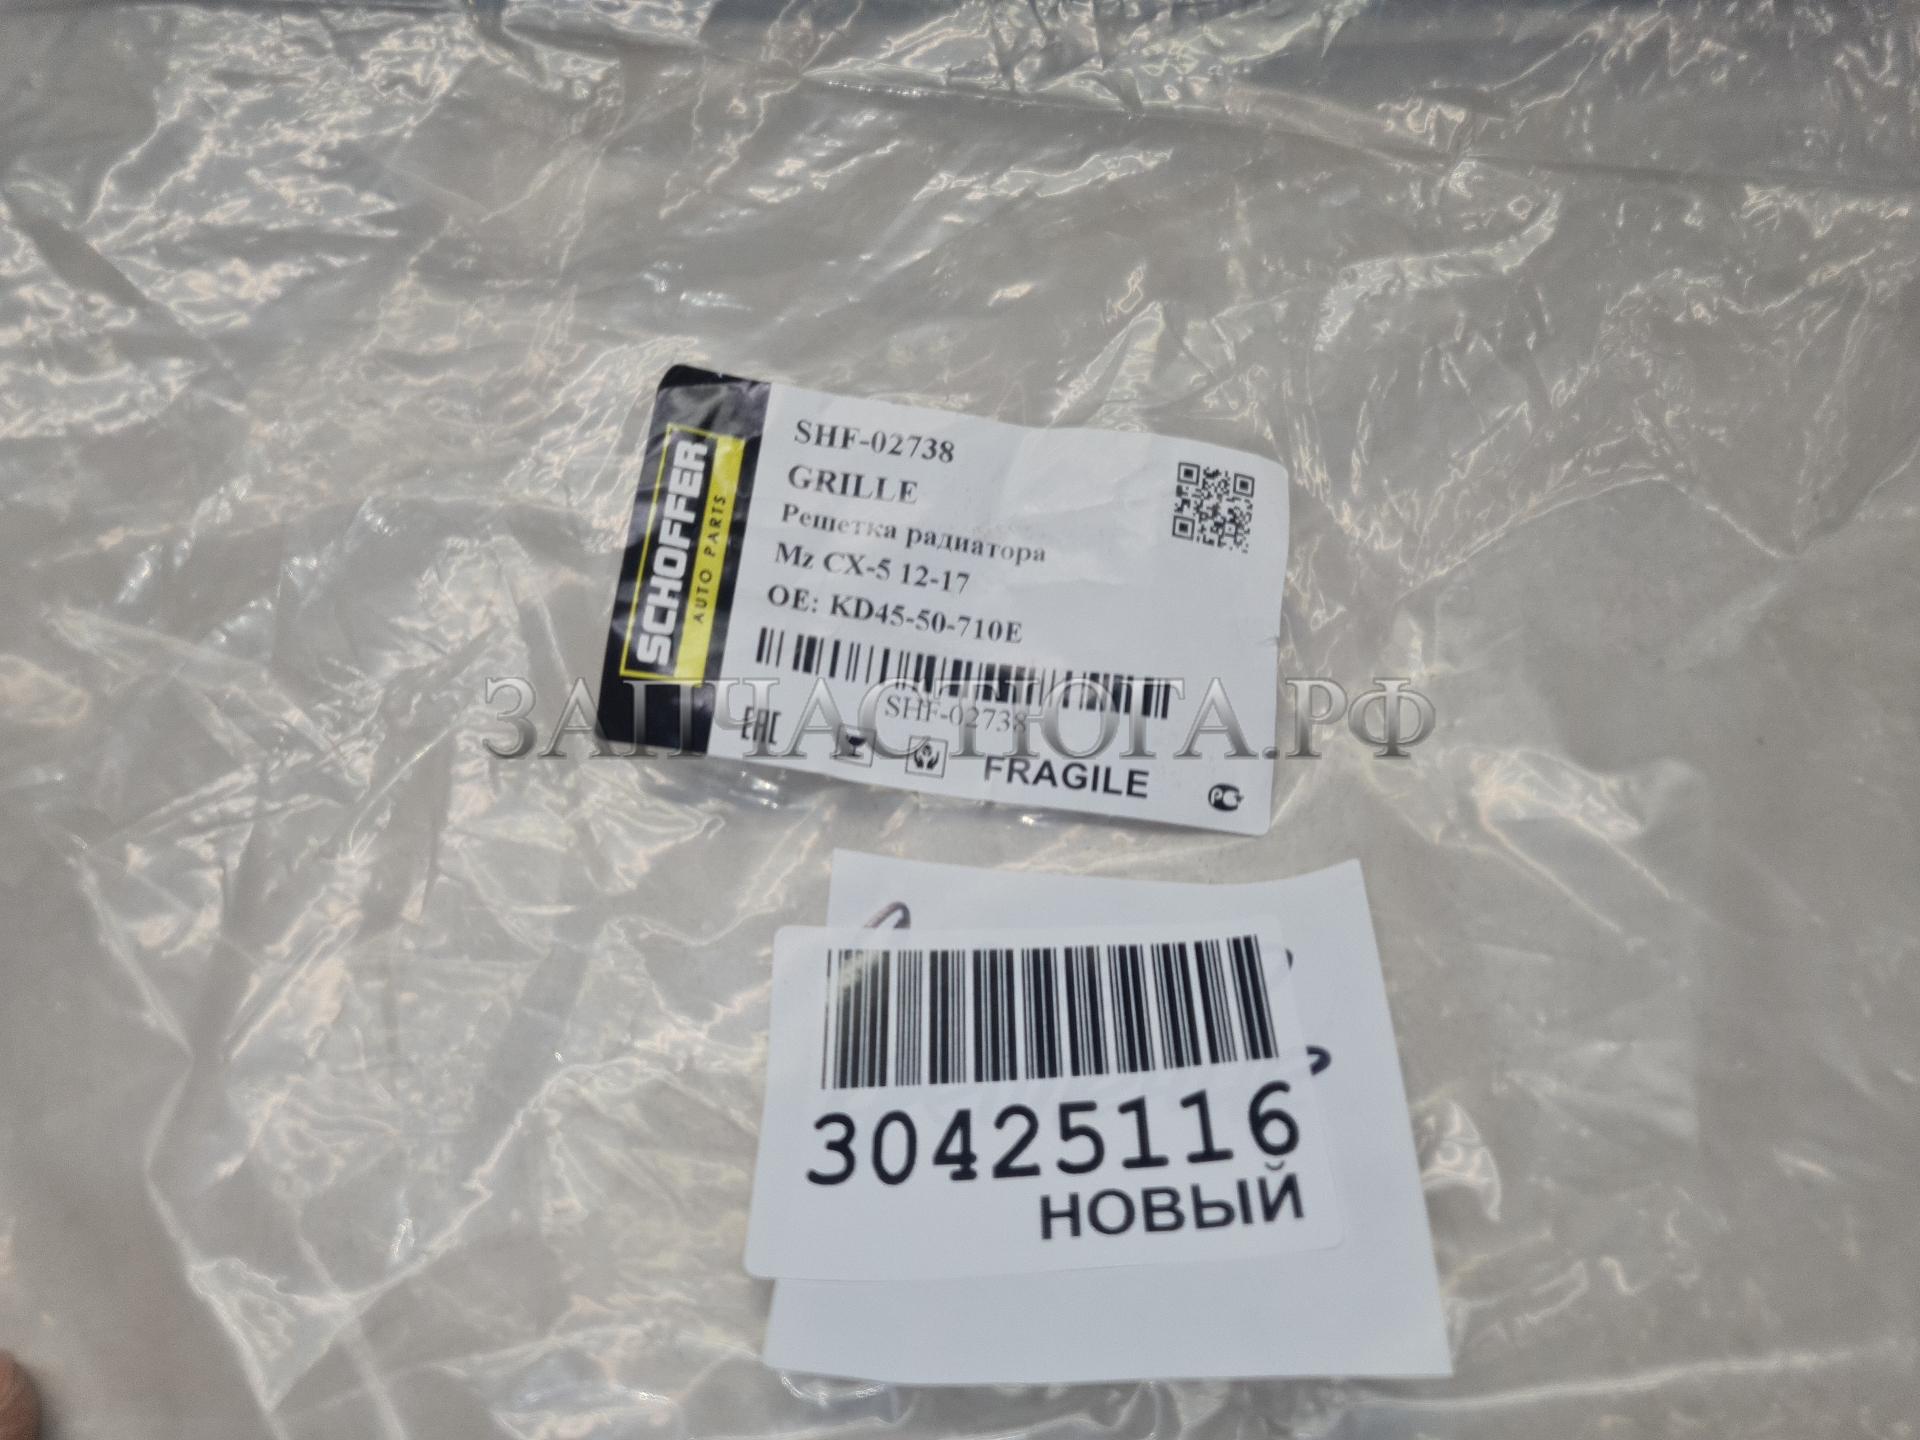 SCHOFFER
AUTO PARTS
SHF-02738
GRILLE
Решетка радиатора
Mz CX-5 12-17
OE: KD45-50-710E
SHF-02738
EAC
FRAGILE
ЗАПЧАСТЮГА.РФ
30425116
НОВЫЙ